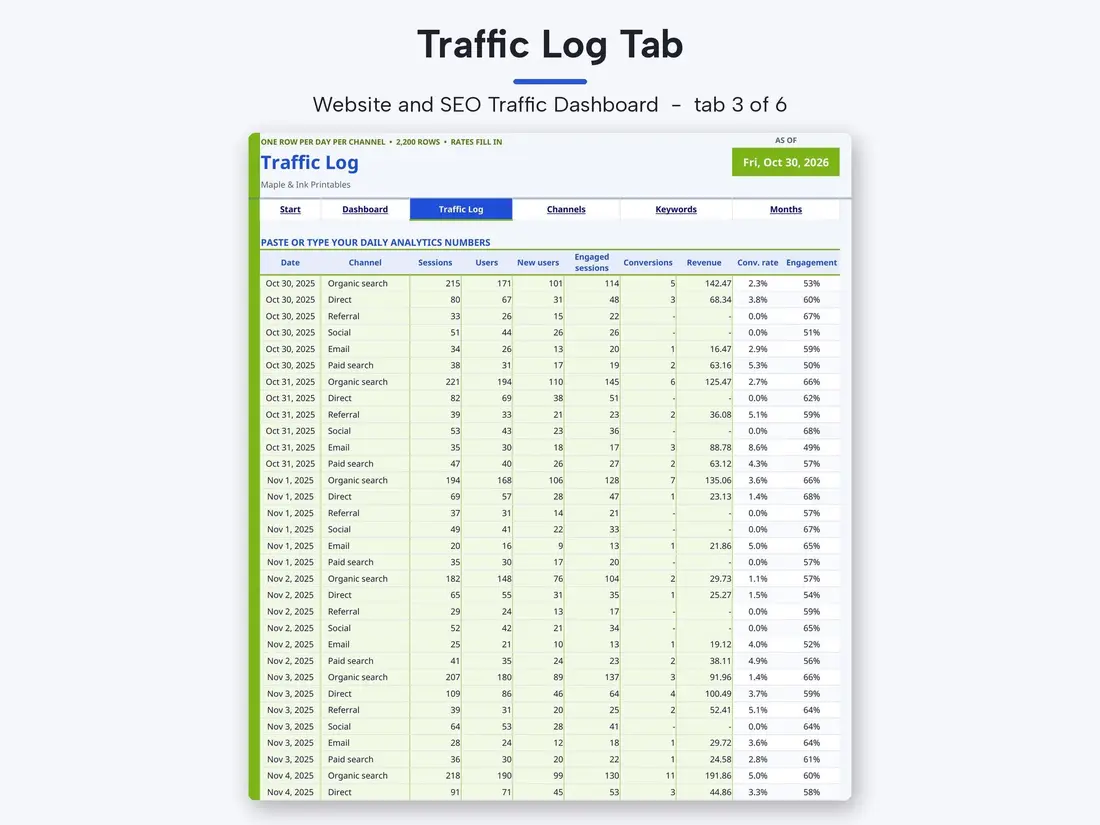 Traffic Log Tab
Website and SEO Traffic Dashboard - tab 3 of 6
ONE ROW PER DAY PER CHANNEL • 2,200 ROWS • RATES FILL IN
AS OF
Traffic Log
Fri, Oct 30, 2026
Maple & Ink Printables
Start Dashboard Traffic Log Channels Keywords Months
PASTE OR TYPE YOUR DAILY ANALYTICS NUMBERS
Date Channel Sessions Users New users Engaged sessions Conversions Revenue Conv. rate Engagement
Oct 30, 2025 Organic search 215 171 101 114 5 142.47 2.3% 53%
Oct 30, 2025 Direct 80 67 31 48 3 68.34 3.8% 60%
Oct 30, 2025 Referral 33 26 15 22 - - 0.0% 67%
Oct 30, 2025 Social 51 44 26 26 - - 0.0% 51%
Oct 30, 2025 Email 34 26 13 20 1 16.47 2.9% 59%
Oct 30, 2025 Paid search 38 31 17 19 2 63.16 5.3% 50%
Oct 31, 2025 Organic search 221 194 110 145 6 125.47 2.7% 66%
Oct 31, 2025 Direct 82 69 38 51 - - 0.0% 62%
Oct 31, 2025 Referral 39 33 21 23 2 36.08 5.1% 59%
Oct 31, 2025 Social 53 43 23 36 - - 0.0% 68%
Oct 31, 2025 Email 35 30 18 17 3 88.78 8.6% 49%
Oct 31, 2025 Paid search 47 40 26 27 2 63.12 4.3% 57%
Nov 1, 2025 Organic search 194 168 106 128 7 135.06 3.6% 66%
Nov 1, 2025 Direct 69 57 28 47 1 23.13 1.4% 68%
Nov 1, 2025 Referral 37 31 14 21 - - 0.0% 57%
Nov 1, 2025 Social 49 41 22 33 - - 0.0% 67%
Nov 1, 2025 Email 20 16 9 13 1 21.86 5.0% 65%
Nov 1, 2025 Paid search 35 30 17 20 - - 0.0% 57%
Nov 2, 2025 Organic search 182 148 76 104 2 29.73 1.1% 57%
Nov 2, 2025 Direct 65 55 31 35 1 25.27 1.5% 54%
Nov 2, 2025 Referral 29 24 13 17 - - 0.0% 59%
Nov 2, 2025 Social 52 42 21 34 - - 0.0% 65%
Nov 2, 2025 Email 25 21 10 13 1 19.12 4.0% 52%
Nov 2, 2025 Paid search 41 35 24 23 2 38.11 4.9% 56%
Nov 3, 2025 Organic search 207 180 89 137 3 91.96 1.4% 66%
Nov 3, 2025 Direct 109 86 46 64 4 100.49 3.7% 59%
Nov 3, 2025 Referral 39 31 20 25 2 52.41 5.1% 64%
Nov 3, 2025 Social 64 53 28 41 - - 0.0% 64%
Nov 3, 2025 Email 28 24 12 18 1 29.72 3.6% 64%
Nov 3, 2025 Paid search 36 30 20 22 1 24.58 2.8% 61%
Nov 4, 2025 Organic search 218 190 99 130 11 191.86 5.0% 60%
Nov 4, 2025 Direct 91 71 45 53 3 44.86 3.3% 58%